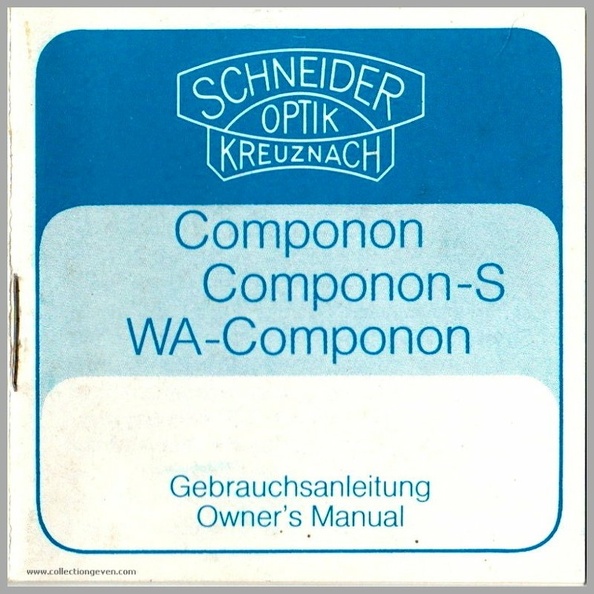 SCHNEIDER
OPTIK
KREUZNACH
Componon
Componon-S
WA-Componon
Gebrauchsanleitung
Owner's Manual
www.collectiongeven.com